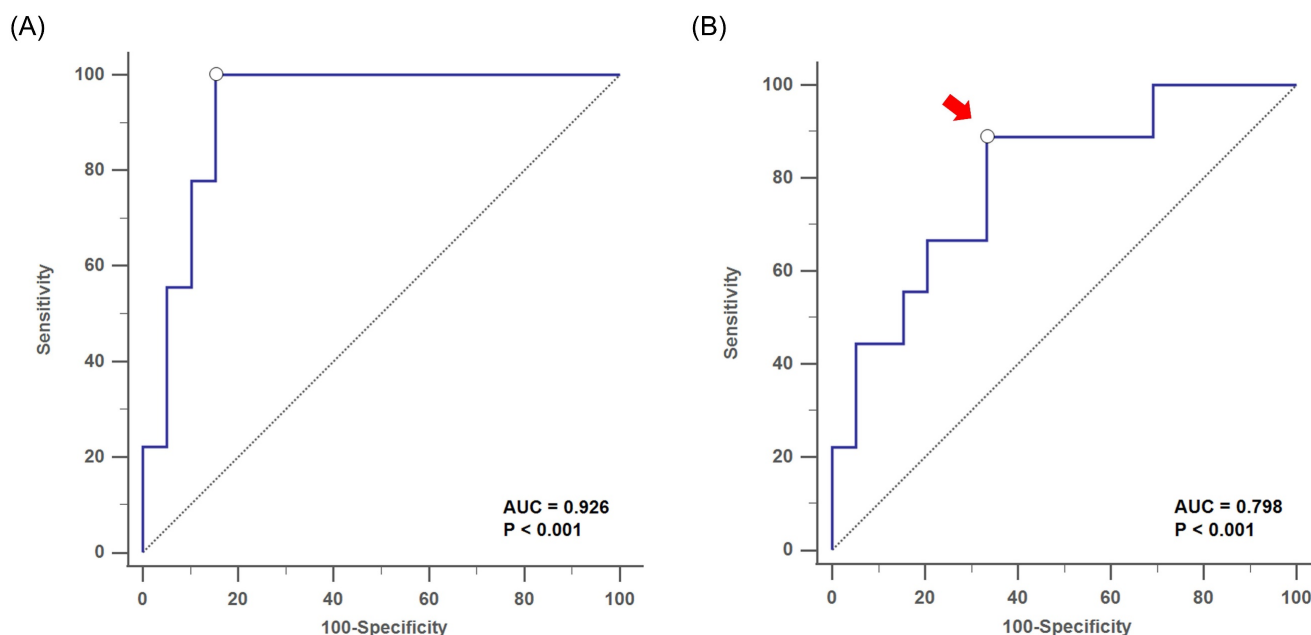 (A)
100
80
60
40
20
0
Sensitivity
AUC = 0.926
P < 0.001
0 20 40 60 80 100
100-Specificity
(B)
100
80
60
40
20
0
Sensitivity
AUC = 0.798
P < 0.001
0 20 40 60 80 100
100-Specificity